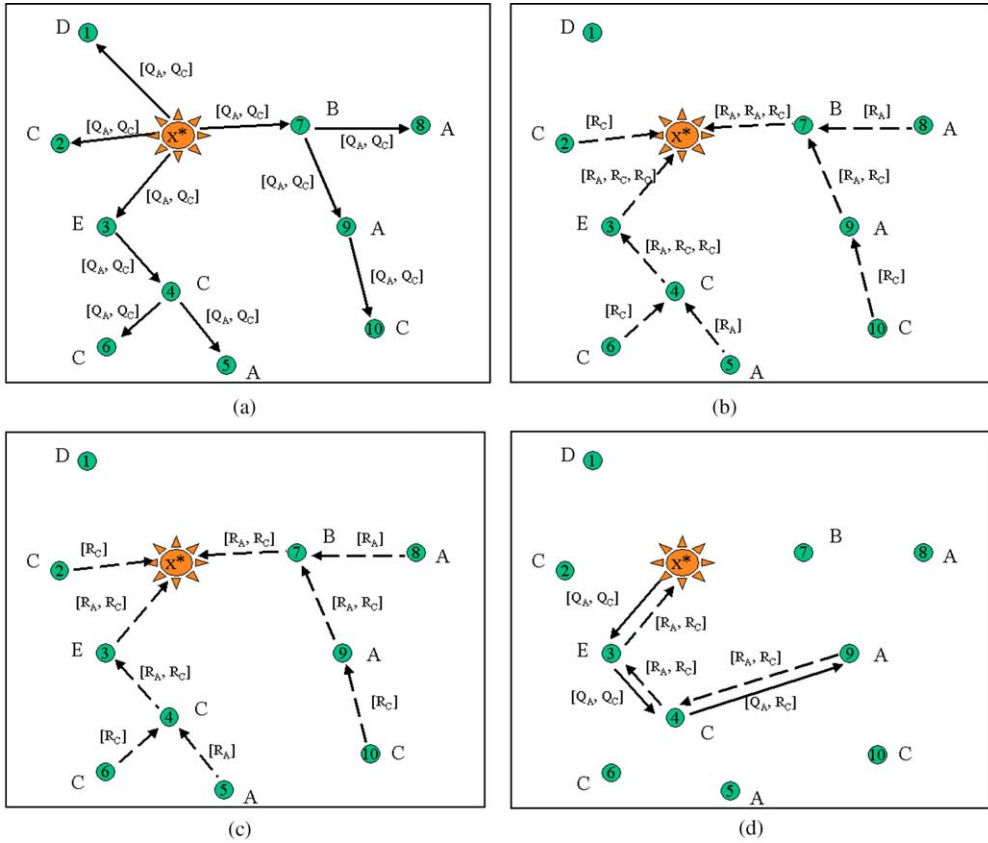 D 1
[Q_A, Q_C]
C 2 [Q_A, Q_C] x* [Q_A, Q_C] 7 B 8 A
[Q_A, Q_C]
[Q_A, Q_C]
[Q_A, Q_C]
E 3 9 A
[Q_A, Q_C]
[Q_A, Q_C]
4 C
[Q_A, Q_C] [Q_A, Q_C]
10 C
C 6
5 A
(a)
D 1
C 2 [R_C] x* [R_A, R_A, R_C] 7 B [R_A] 8 A
[R_A, R_C, R_C]
[R_A, R_C]
E 3 9 A
[R_A, R_C, R_C]
[R_C]
4 C
[R_C] [R_A]
10 C
C 6
5 A
(b)
D 1
C 2 [R_C] x* [R_A, R_C] 7 B [R_A] 8 A
[R_A, R_C]
[R_A, R_C]
E 3 9 A
[R_A, R_C]
[R_C]
4 C
[R_C] [R_A]
10 C
C 6
5 A
(c)
D 1
C 2 x* 7 B 8 A
[Q_A, Q_C]
[R_A, R_C]
E 3 9 A
[R_A, R_C] [R_A, R_C]
[Q_A, Q_C] [Q_A, R_C]
4 C
10 C
C 6
5 A
(d)